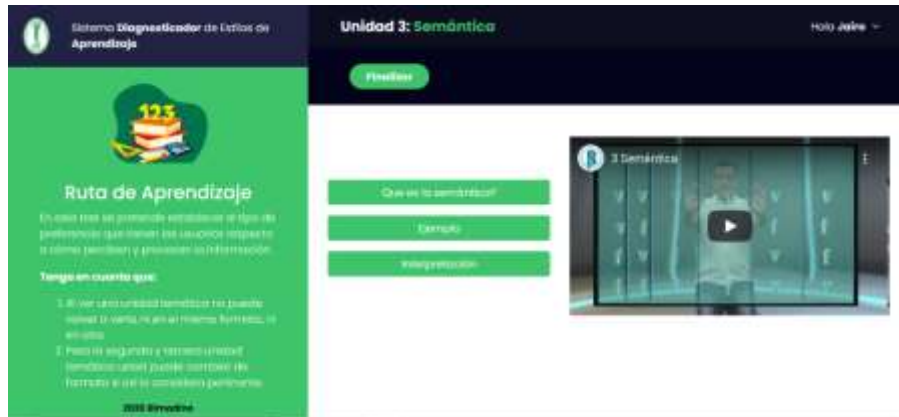 Sistema Diagnosticador de Estilos de
Aprendizaje
Unidad 3: Semántica
Hola Jairo
Finalizar
123
Ruta de Aprendizaje
En esta fase se pretende establecer el tipo de
preferencia que tienen los usuarios respecto
a cómo perciben y procesan la información.
Tenga en cuenta que:
1. Al ver una unidad temática no puede
volver a verla, ni en el mismo formato, ni
en otro.
2. Para la segunda y tercera unidad
temática usted puede cambiar de
formato si así lo considera pertinente.
2020
Que es la semántica?
Ejemplo
Interpretación
3 Semántica